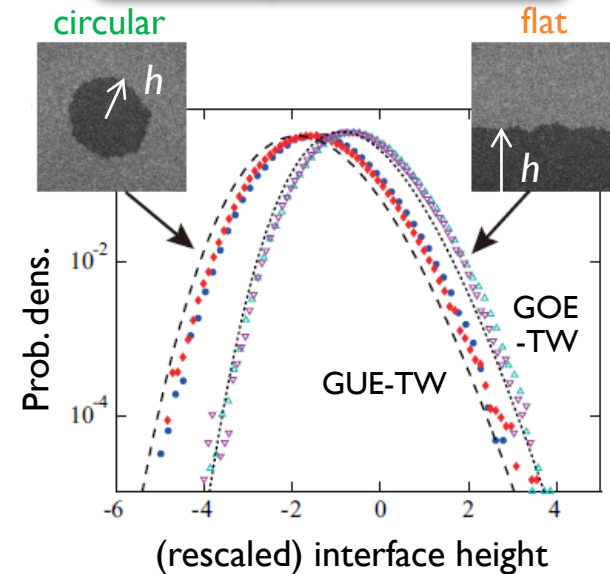 circular
flat
h
h
10-2
10-4
Prob. dens.
GOE
-TW
GUE-TW
-6 -4 -2 0 2 4
(rescaled) interface height